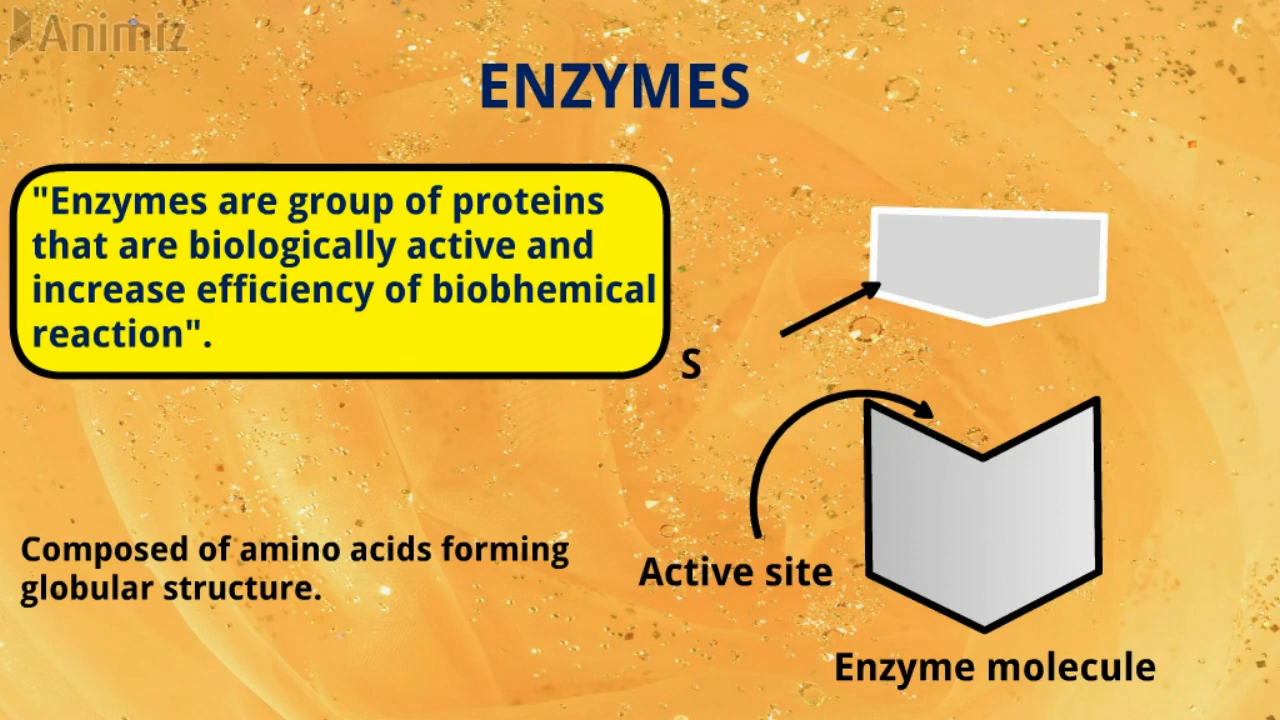 Animiz
ENZYMES
"Enzymes are group of proteins
that are biologically active and
increase efficiency of biobhemical
reaction".
S
Composed of amino acids forming
globular structure.
Active site
Enzyme molecule